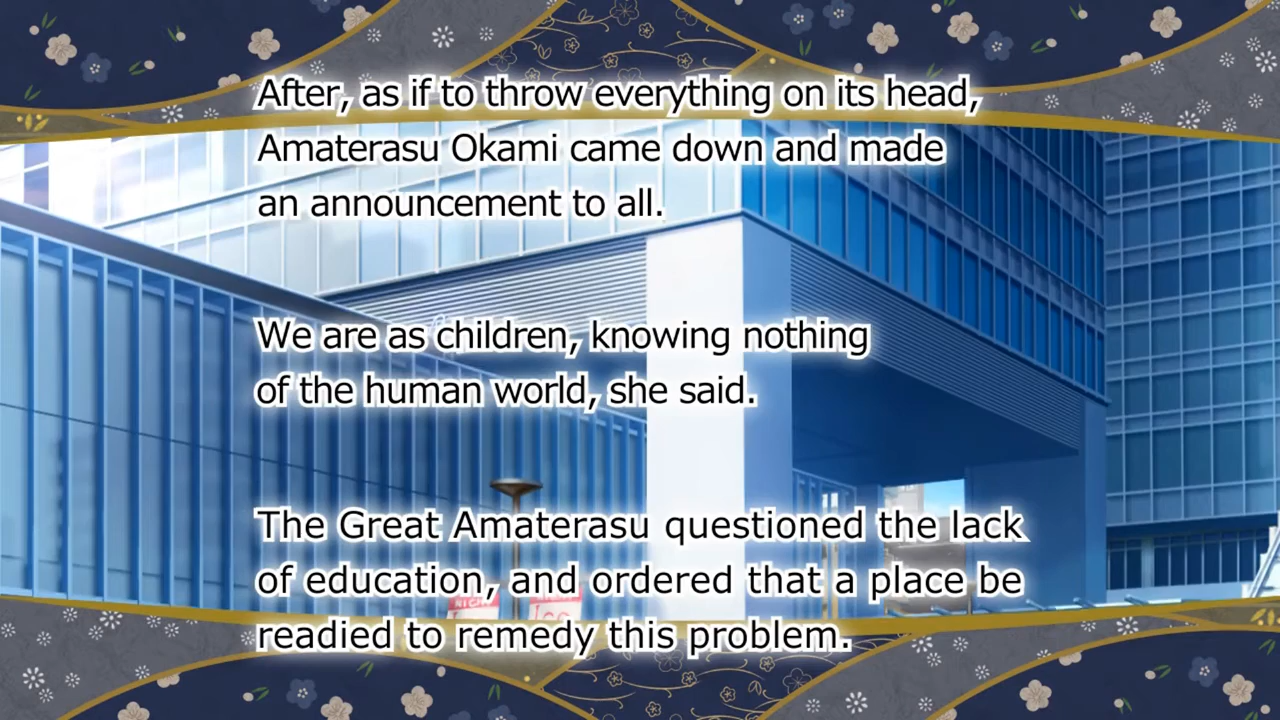 After, as if to throw everything on its head,
Amaterasu Okami came down and made
an announcement to all.
We are as children, knowing nothing
of the human world, she said.
The Great Amaterasu questioned the lack
of education, and ordered that a place be
readied to remedy this problem.